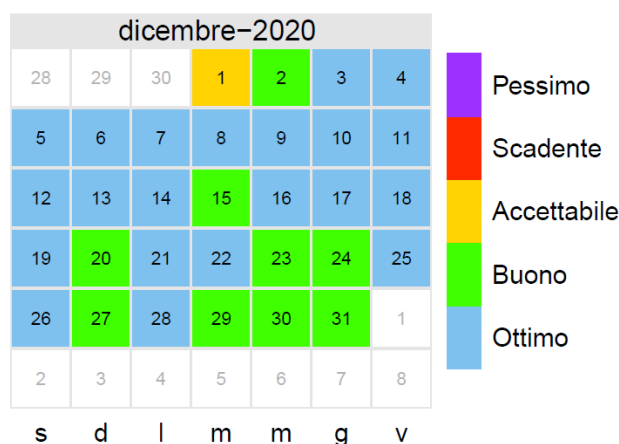 dicembre−2020
28 29 30 1 2 3 4
5 6 7 8 9 10 11
12 13 14 15 16 17 18
19 20 21 22 23 24 25
26 27 28 29 30 31 1
2 3 4 5 6 7 8
s d l m m g v
Pessimo
Scadente
Accettabile
Buono
Ottimo